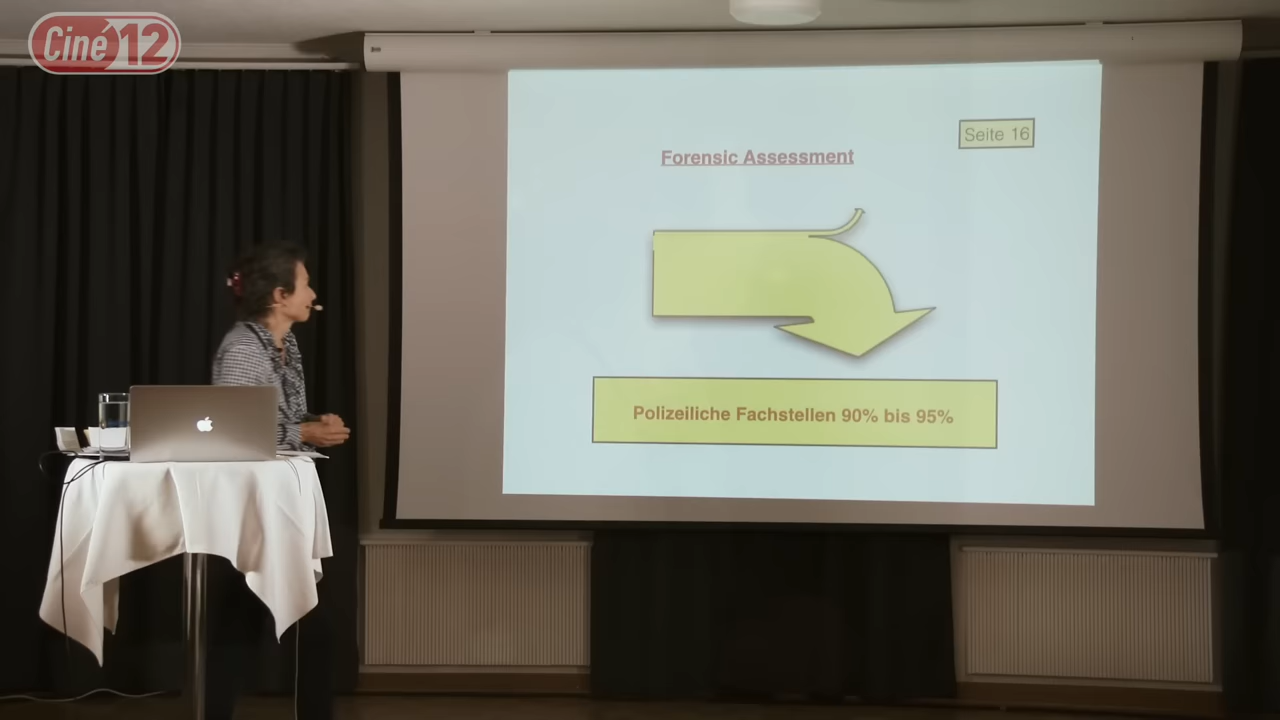 Ciné12
Seite 16
Forensic Assessment
Polizeiliche Fachstellen 90% bis 95%